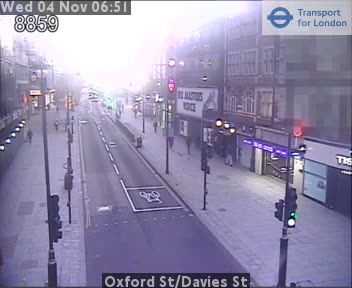 Wed 04 Nov 06:51
8859
Transport
for London
HIS MASTERS
VOICE
Oxford St/Davies St